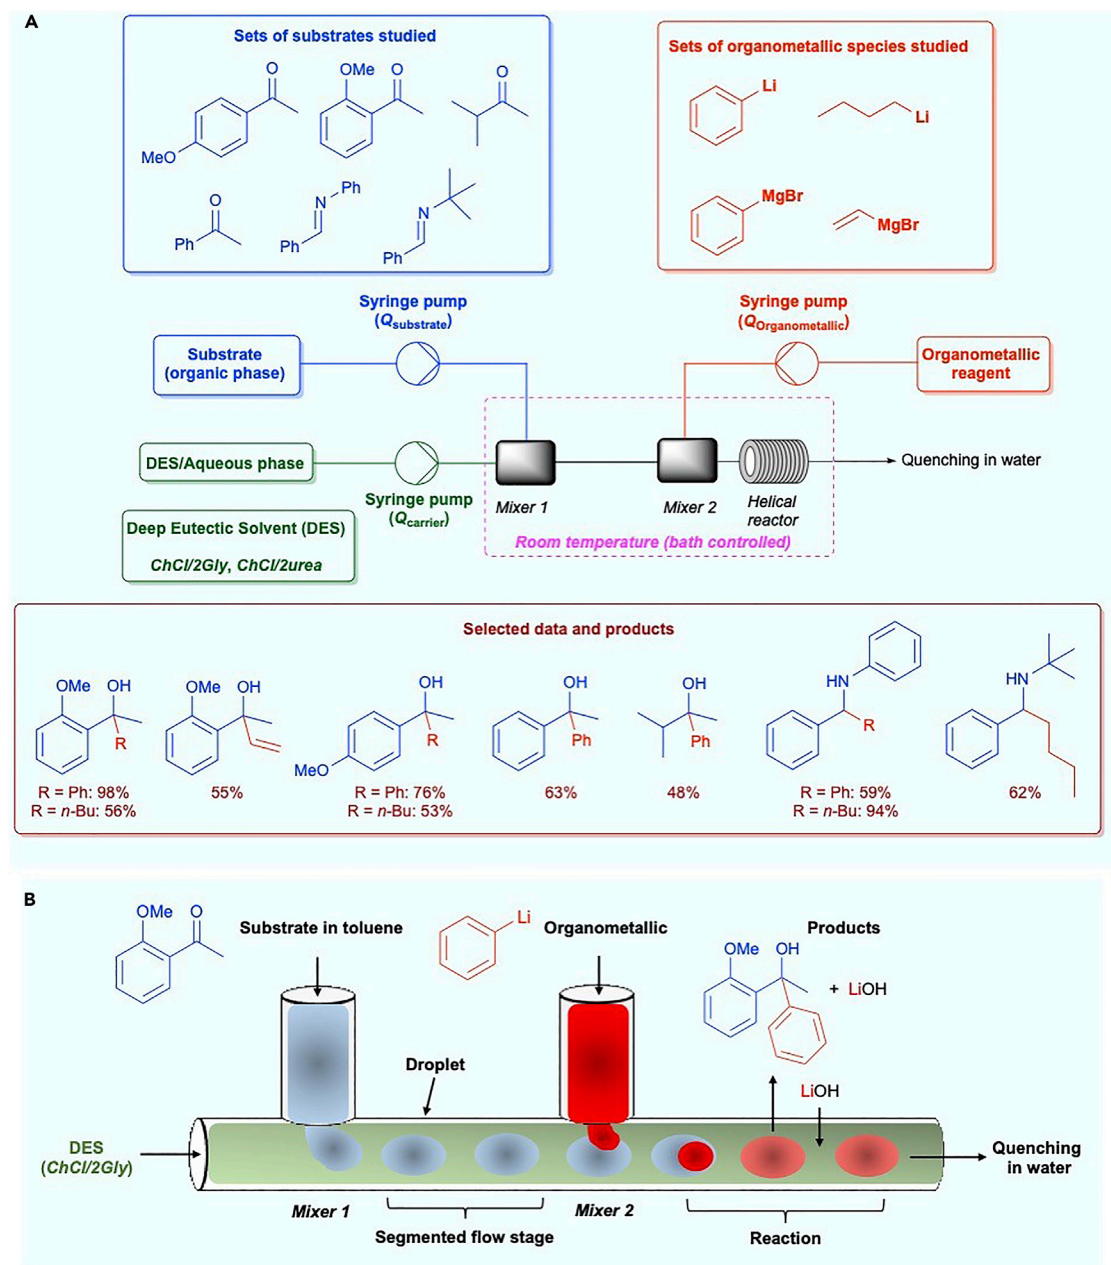 A
Sets of substrates studied
O
MeO
OMe
O
O
O
Ph
Ph
N
Ph
N
Ph
Sets of organometallic species studied
Li
Li
MgBr
MgBr
Syringe pump
(Qsubstrate)
Syringe pump
(QOrganometallic)
Substrate
(organic phase)
Organometallic
reagent
DES/Aqueous phase
Syringe pump
(Qcarrier)
Mixer 1
Mixer 2
Helical
reactor
Quenching in water
Room temperature (bath controlled)
Deep Eutectic Solvent (DES)
ChCl/2Gly, ChCl/2urea
Selected data and products
OMe OH
R
R = Ph: 98%
R = n-Bu: 56%
OMe OH
55%
OH
R
MeO
R = Ph: 76%
R = n-Bu: 53%
OH
Ph
63%
OH
Ph
48%
HN
R
R = Ph: 59%
R = n-Bu: 94%
HN
62%
B
OMe O
Substrate in toluene
Li
Organometallic
Products
OMe OH
+ LiOH
Droplet
LiOH
DES
(ChCl/2Gly)
Quenching
in water
Mixer 1
Mixer 2
Segmented flow stage
Reaction